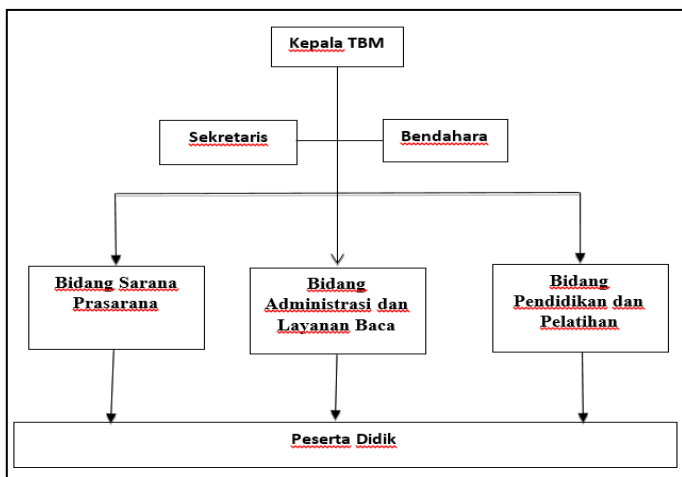 Kepala TBM
Sekretaris
Bendahara
Bidang Sarana
Prasarana
Bidang
Administrasi dan
Layanan Baca
Bidang
Pendidikan dan
Pelatihan
Peserta Didik